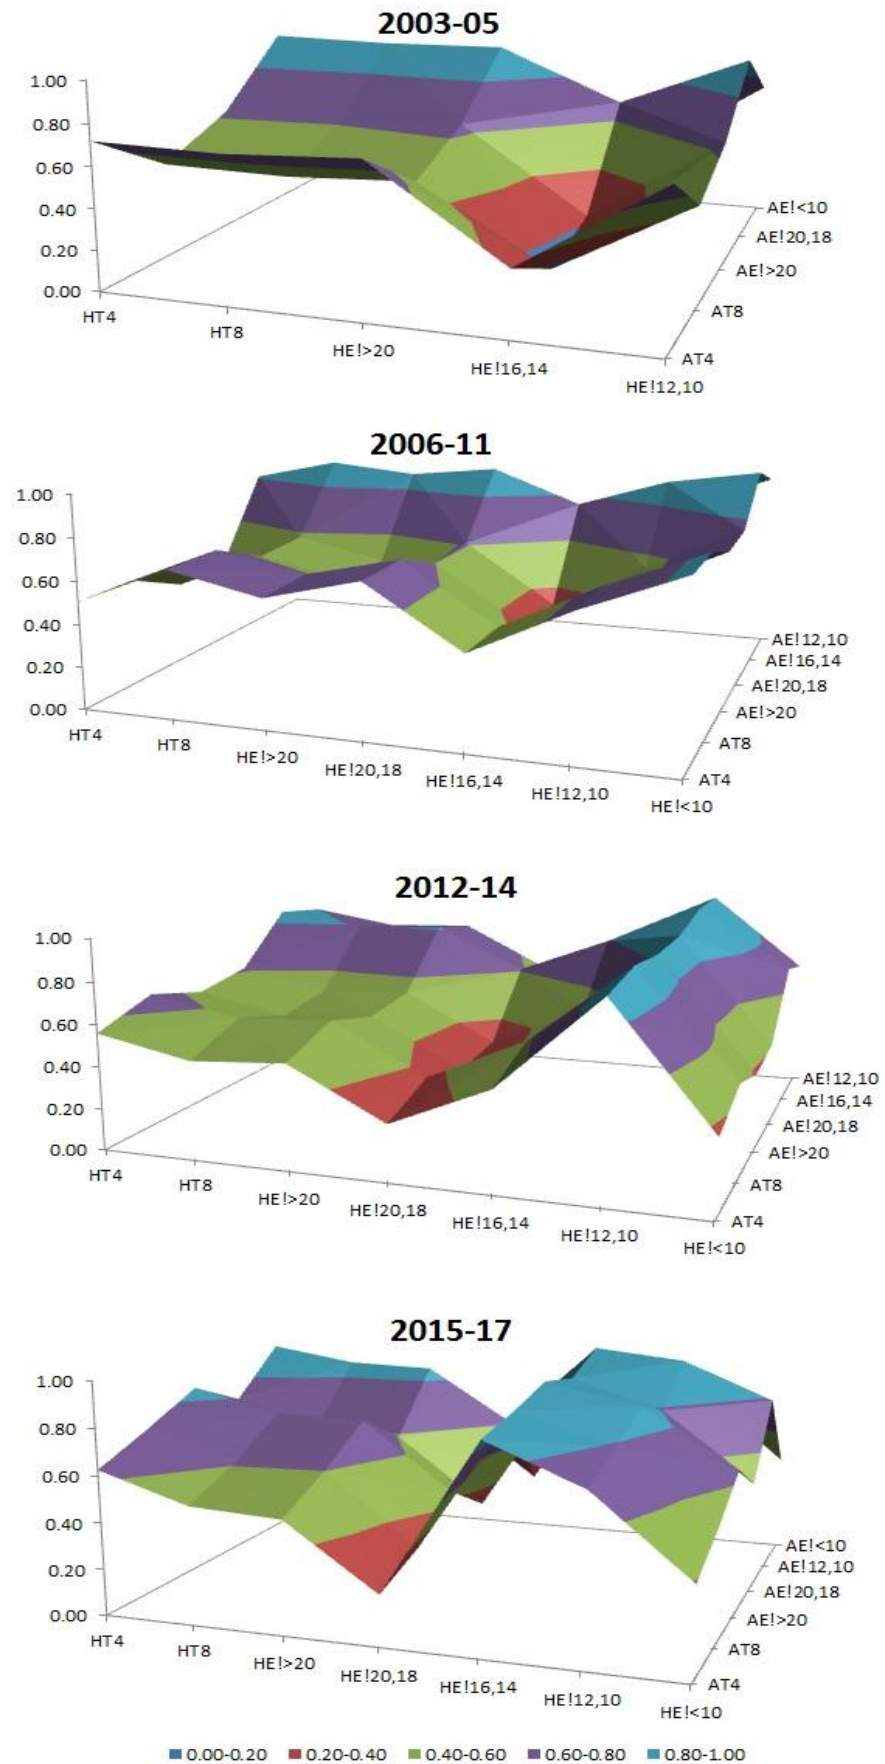 2003-05
1.00
0.80
0.60
0.40
0.20
0.00
HT4
HT8
HE!>20
HE!16,14
HE!12,10
AE!<10
AE!20,18
AE!>20
AT8
AT4
2006-11
1.00
0.80
0.60
0.40
0.20
0.00
HT4
HT8
HE!>20
HE!20,18
HE!16,14
HE!12,10
HE!<10
AE!12,10
AE!16,14
AE!20,18
AE!>20
AT8
AT4
2012-14
1.00
0.80
0.60
0.40
0.20
0.00
HT4
HT8
HE!>20
HE!20,18
HE!16,14
HE!12,10
HE!<10
AE!12,10
AE!16,14
AE!20,18
AE!>20
AT8
AT4
2015-17
1.00
0.80
0.60
0.40
0.20
0.00
HT4
HT8
HE!>20
HE!20,18
HE!16,14
HE!12,10
HE!<10
AE!<10
AE!12,10
AE!20,18
AE!>20
AT8
AT4
0.00-0.20 0.20-0.40 0.40-0.60 0.60-0.80 0.80-1.00